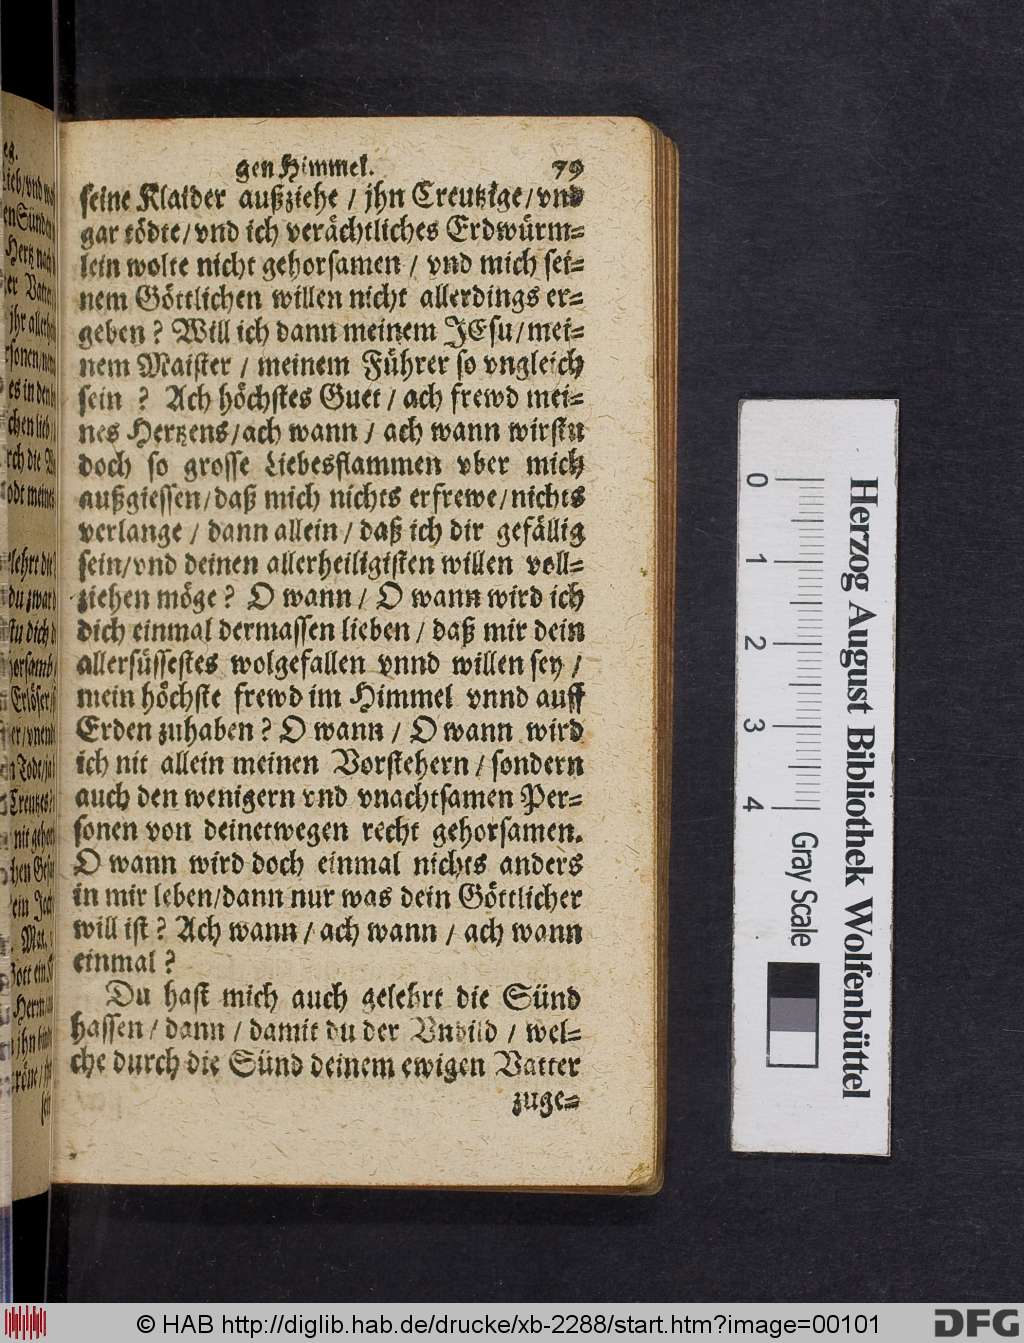 gen Himmel. 79
seine Klaider außziehe / jhn Creutzige / vnd
gar tödte / vnd ich verächtliches Erdwürm⸗
lein wolte nicht gehorsamen / vnd mich sei⸗
nem Göttlichen willen nicht allerdings er⸗
geben ? Will ich dann meinem JEsu / mei⸗
nem Maister / meinem Führer so vngleich
sein ? Ach höchstes Guet / ach frewd mei⸗
nes Hertzens / ach wann / ach wann wirstu
doch so grosse Liebesflammen vber mich
außgiessen / daß mich nichts erfrewe / nichts
verlange / dann allein / daß ich dir gefällig
sein / vnd deinen allerheiligisten willen voll⸗
ziehen möge ? O wann / O wann wird ich
dich einmal dermassen lieben / daß mir dein
allersüssestes wolgefallen vnnd willen sey /
mein höchste frewd im Himmel vnnd auff
Erden zuhaben ? O wann / O wann wird
ich nit allein meinen Vorstehern / sondern
auch den wenigern vnd vnachtsamen Per⸗
sonen von deinetwegen recht gehorsamen.
O wann wird doch einmal nichts anders
in mir leben / dann nur was dein Göttlicher
will ist ? Ach wann / ach wann / ach wann
einmal ?
Du hast mich auch gelehrt die Sünd
hassen / dann / damit du der Vnbild / wel⸗
che durch die Sünd deinem ewigen Vatter
zuge⸗
0 1 2 3 4
Gray Scale
Herzog August Bibliothek Wolfenbüttel
© HAB http://diglib.hab.de/drucke/xb-2288/start.htm?image=00101
DFG